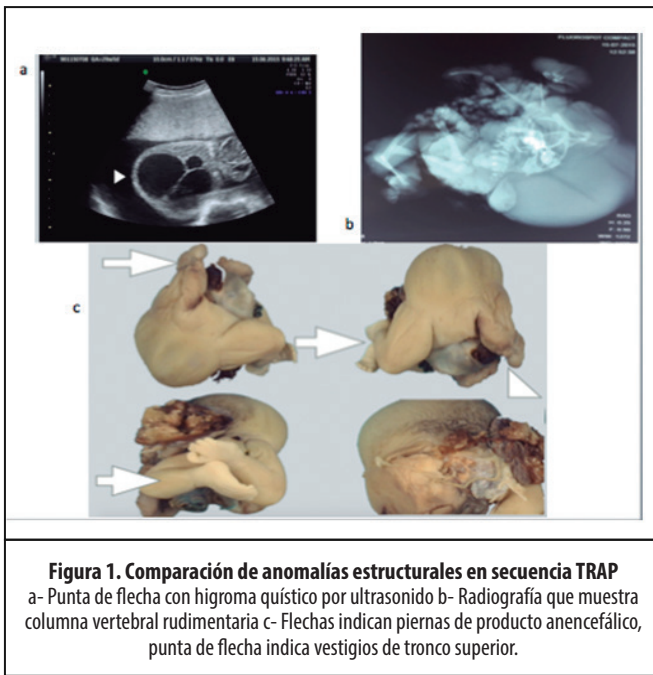 a
b
c
Figura 1. Comparación de anomalías estructurales en secuencia TRAP
a- Punta de flecha con higroma quístico por ultrasonido b- Radiografía que muestra
columna vertebral rudimentaria c- Flechas indican piernas de producto anencefálico,
punta de flecha indica vestigios de tronco superior.